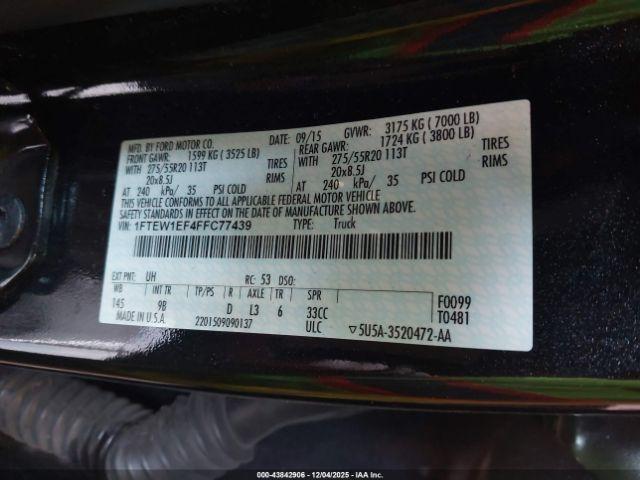 MFD. BY FORD MOTOR CO. DATE: 09/15 GVWR: 3175 KG ( 7000 LB)
FRONT GAWR: 1599 KG ( 3525 LB) REAR GAWR: 1724 KG ( 3800 LB)
WITH 275/55R20 113T TIRES WITH 275/55R20 113T TIRES
20x8.5J RIMS 20x8.5J RIMS
AT 240 kPa/ 35 PSI COLD AT 240 kPa/ 35 PSI COLD
THIS VEHICLE CONFORMS TO ALL APPLICABLE FEDERAL MOTOR VEHICLE
SAFETY STANDARDS IN EFFECT ON THE DATE OF MANUFACTURE SHOWN ABOVE.
VIN: 1FTEW1EF4FFC77439 TYPE: Truck
EXT PNT: UH RC: 53 DSO:
WB INT TR TP/PS R AXLE TR SPR
145 9B D L3 6 33CC F0099
MADE IN U.S.A. ULC T0481
2201509090137 ▽5U5A-3520472-AA
000-43842906 - 12/04/2025 - IAA Inc.